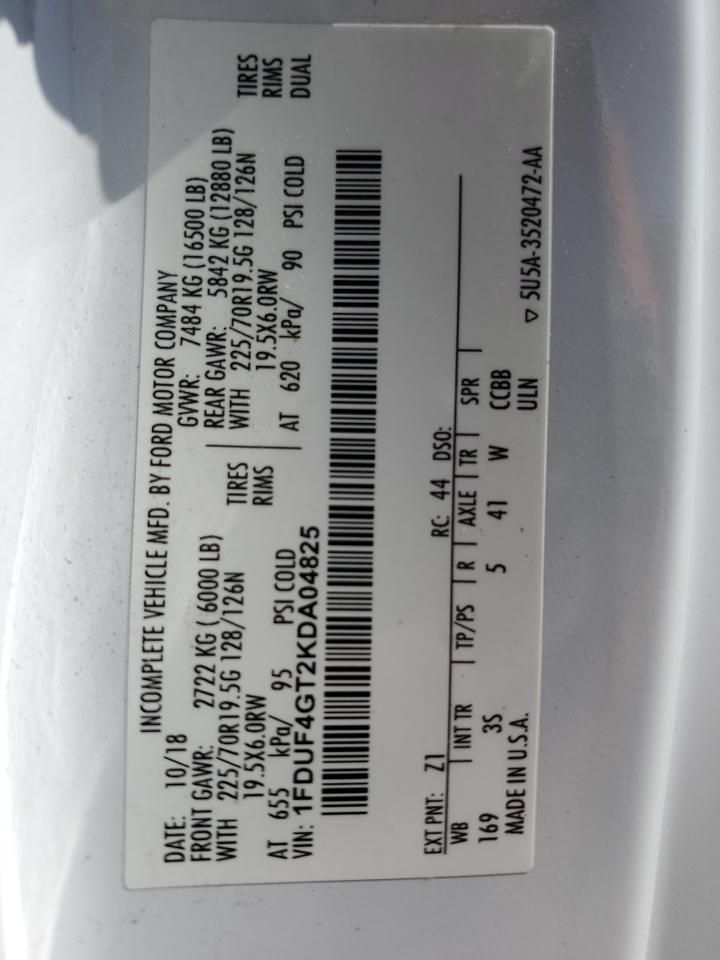 INCOMPLETE VEHICLE MFD. BY FORD MOTOR COMPANY
DATE: 10/18 GVWR: 7484 KG (16500 LB)
FRONT GAWR: 2722 KG ( 6000 LB) REAR GAWR: 5842 KG (12880 LB)
WITH 225/70R19.5G 128/126N TIRES WITH 225/70R19.5G 128/126N TIRES
19.5X6.0RW RIMS 19.5X6.0RW RIMS
AT 655 kPa/ 95 PSI COLD AT 620 kPa/ 90 PSI COLD DUAL
VIN: 1FDUF4GT2KDA04825
EXT PNT: Z1 RC: 44 DSO:
WB INT TR TP/PS R AXLE TR SPR
169 3S 5 41 W CCBB
MADE IN U.S.A. ULN
▽ 5U5A-3520472-AA